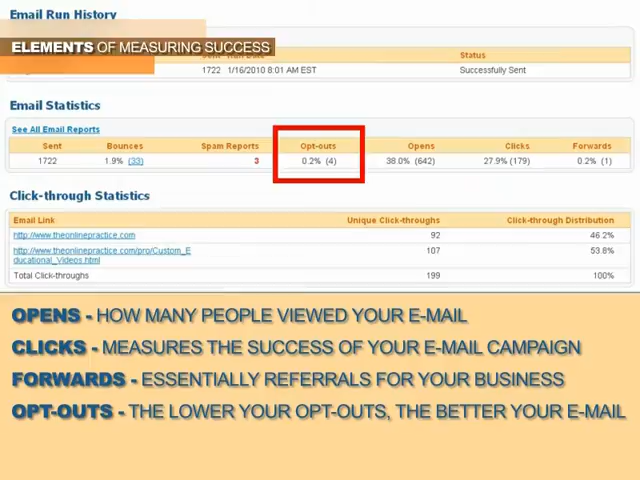 Email Run History
ELEMENTS OF MEASURING SUCCESS
Status
1722 1/16/2010 8:01 AM EST Successfully Sent
Email Statistics
See All Email Reports
Sent Bounces Spam Reports Opt-outs Opens Clicks Forwards
1722 1.9% (33) 3 0.2% (4) 38.0% (642) 27.9% (179) 0.2% (1)
Click-through Statistics
Email Link Unique Click-throughs Click-through Distribution
http://www.theonlinepractice.com 92 46.2%
http://www.theonlinepractice.com/pro/Custom_E 107 53.8%
ducational_Videos.html
Total Click-throughs 199 100%
OPENS - HOW MANY PEOPLE VIEWED YOUR E-MAIL
CLICKS - MEASURES THE SUCCESS OF YOUR E-MAIL CAMPAIGN
FORWARDS - ESSENTIALLY REFERRALS FOR YOUR BUSINESS
OPT-OUTS - THE LOWER YOUR OPT-OUTS, THE BETTER YOUR E-MAIL